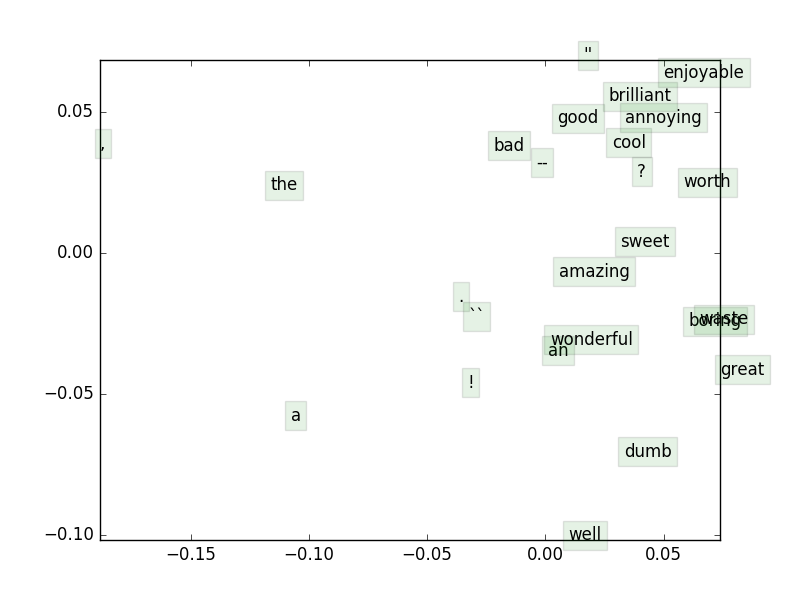 "
enjoyable
brilliant
0.05
good
annoying
cool
,
bad
--
?
the
worth
0.00
sweet
amazing
.
``
waste
boring
wonderful
an
great
!
−0.05
a
dumb
−0.10
well
−0.15
−0.10
−0.05
0.00
0.05